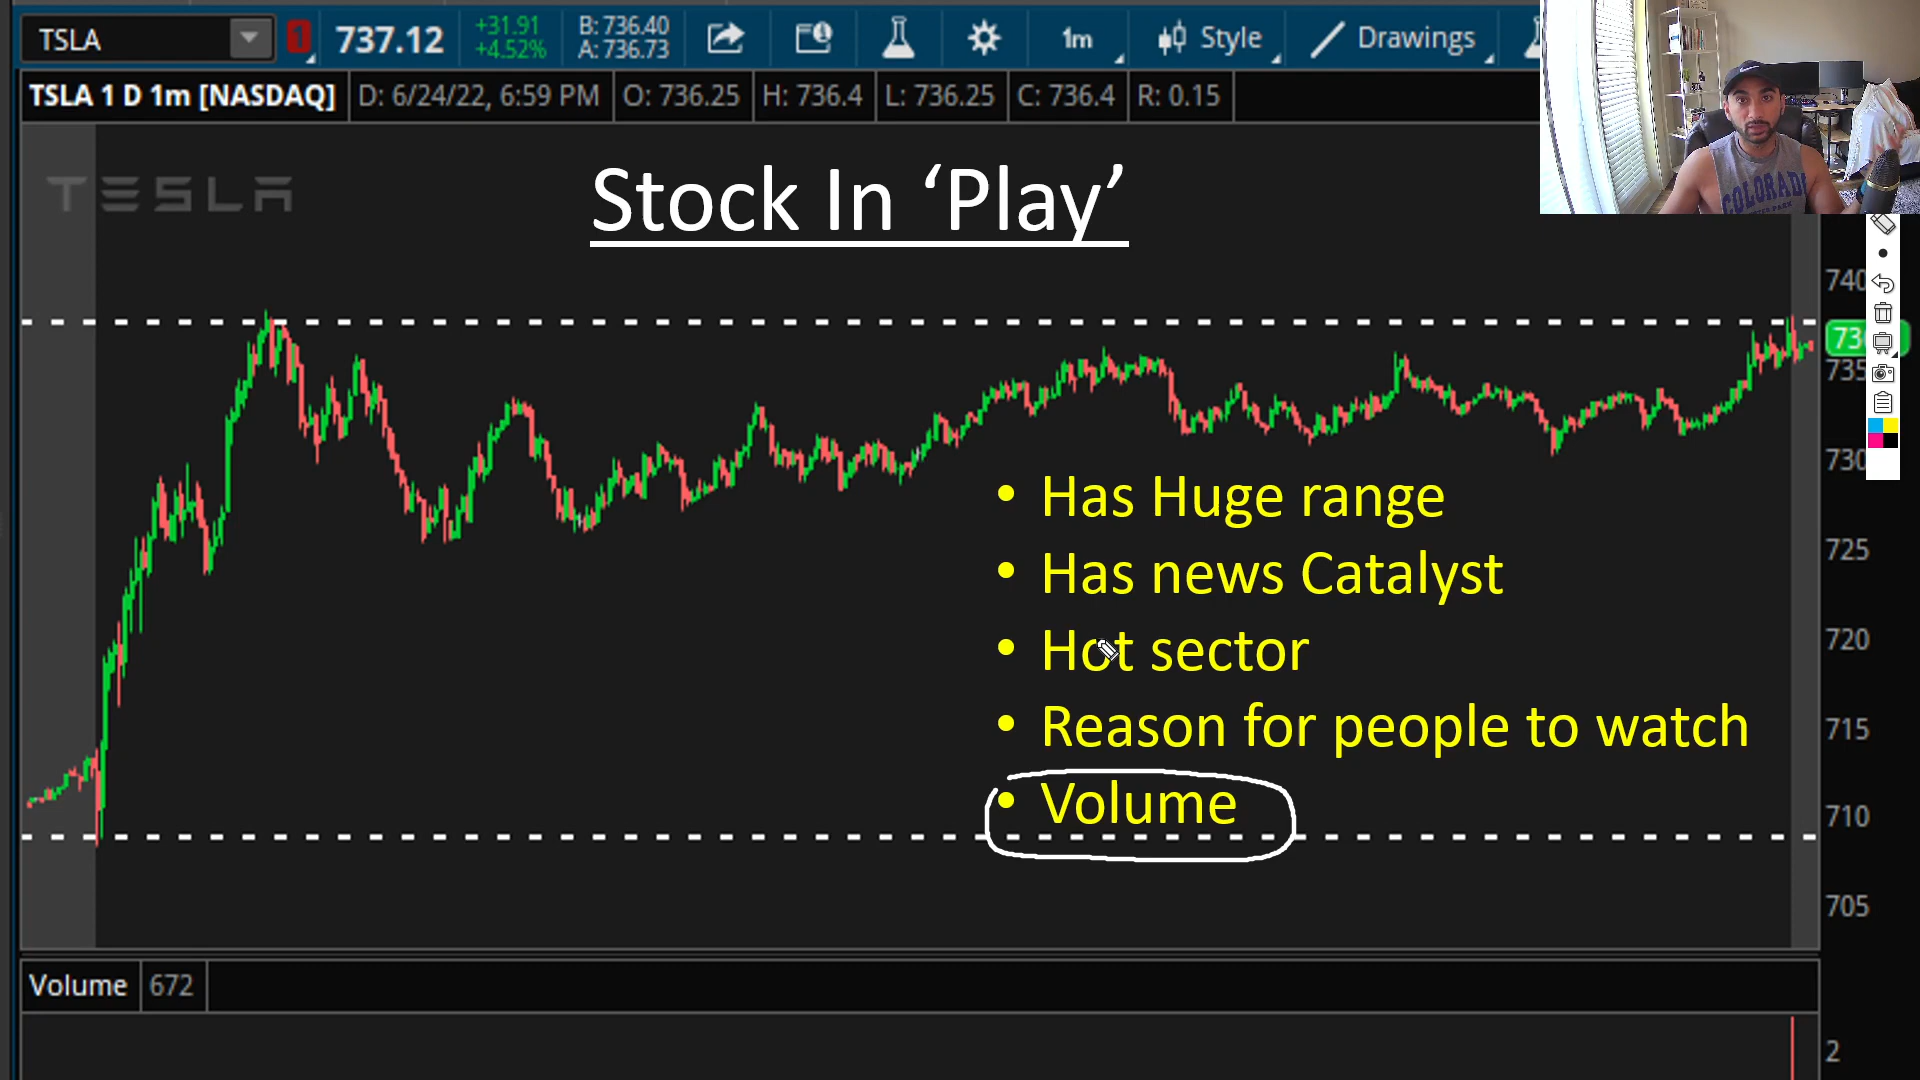 TSLA
1
737.12
+31.91
+4.52%
B: 736.40
A: 736.73
1m
Style
Drawings
TSLA 1 D 1m [NASDAQ]
D: 6/24/22, 6:59 PM
O: 736.25
H: 736.4
L: 736.25
C: 736.4
R: 0.15
TESLA
Stock In ‘Play’
COLORADO
740
73
735
730
725
720
715
710
705
• Has Huge range
• Has news Catalyst
• Hot sector
• Reason for people to watch
• Volume
Volume
672
2